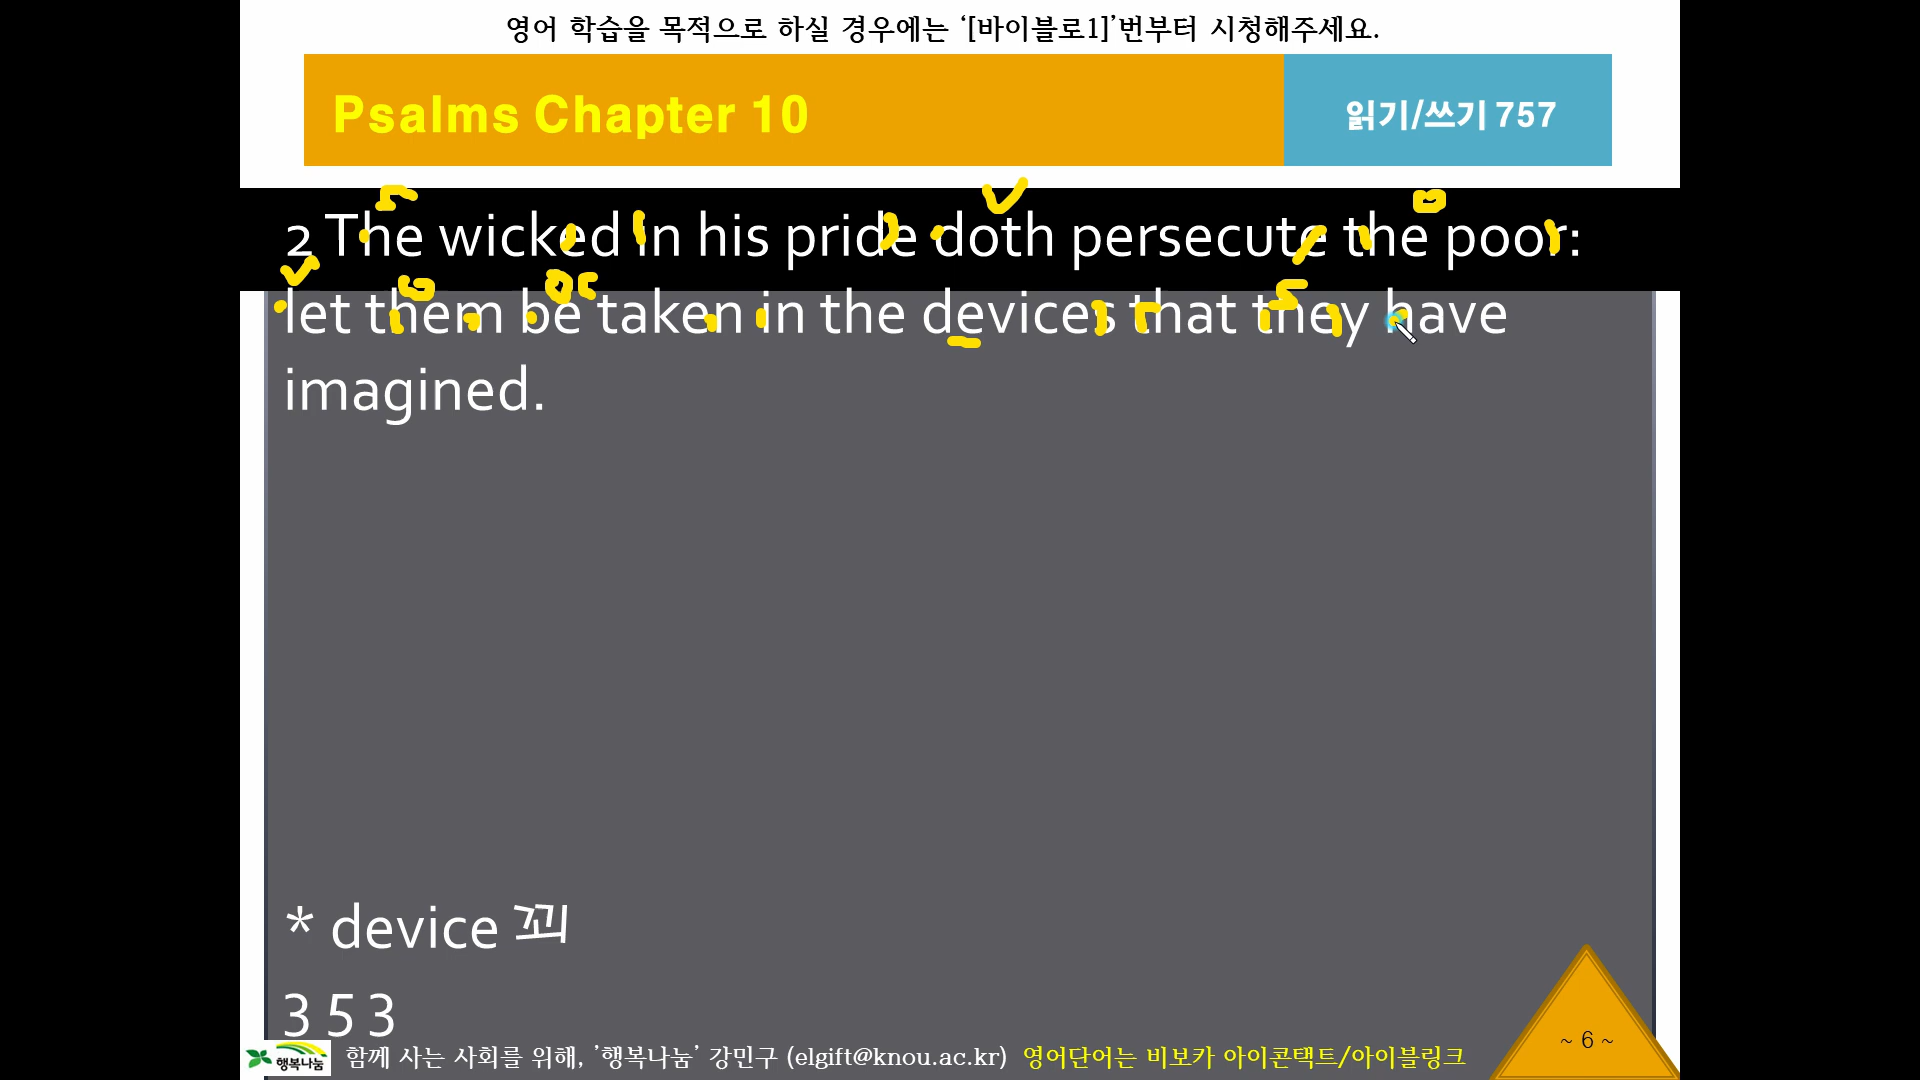 영어 학습을 목적으로 하실 경우에는 ‘[바이블로1]’번부터 시청해주세요.
Psalms Chapter 10
읽기/쓰기 757
2 The wicked in his pride doth persecute the poor:
let them be taken in the devices that they have
imagined.
* device 꾀
3 5 3
~ 6 ~
행복나눔
함께 사는 사회를 위해, ’행복나눔’ 강민구 (elgift@knou.ac.kr) 영어단어는 비보카 아이콘택트/아이블링크